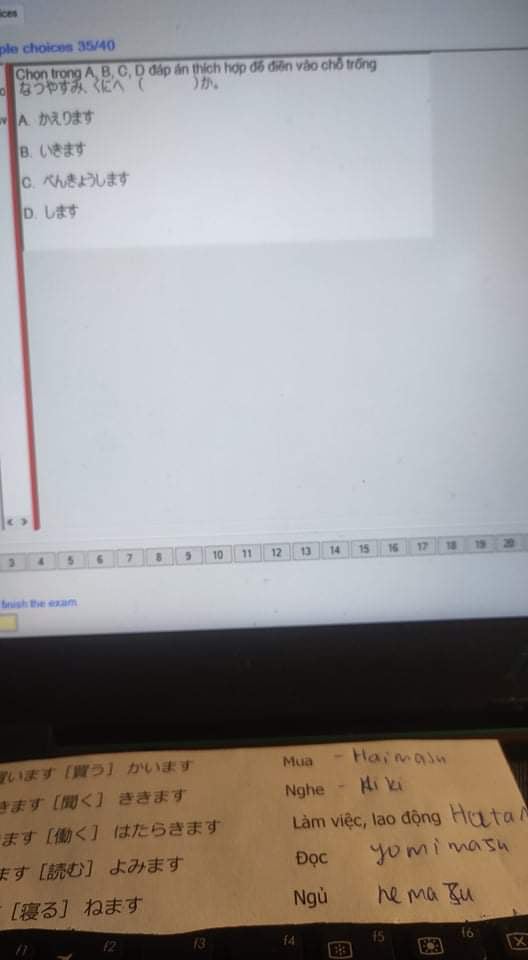 ices
ple choices 35/40
Chọn trong A, B, C, D đáp án thích hợp để điền vào chỗ trống
なつやすみ、くにへ ( )か。
A. かえります
B. いきます
C. べんきょうします
D. します
< >
3 4 5 6 7 8 9 10 11 12 13 14 15 16 17 18 19 20
finish the exam
います［買う］ かいます Mua - Haimasu
きます［聞く］ ききます Nghe - Kiki
ます［働く］ はたらきます Làm việc, lao động Hata
ます［読む］ よみます Đọc yomimasu
［寝る］ ねます Ngủ nemasu
f1 f2 f3 f4 f5 f6